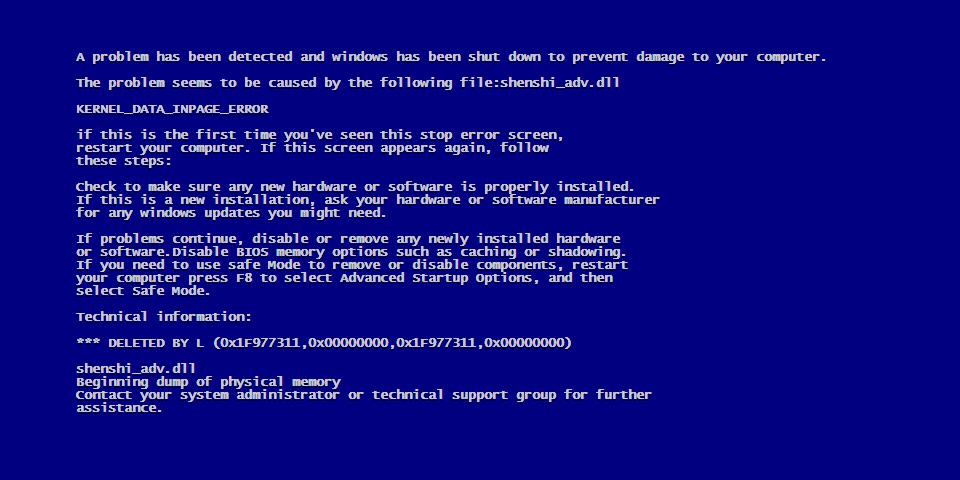 A problem has been detected and windows has been shut down to prevent damage to your computer.
The problem seems to be caused by the following file:shenshi_adv.dll
KERNEL_DATA_INPAGE_ERROR
if this is the first time you've seen this stop error screen,
restart your computer. If this screen appears again, follow
these steps:
Check to make sure any new hardware or software is properly installed.
If this is a new installation, ask your hardware or software manufacturer
for any windows updates you might need.
If problems continue, disable or remove any newly installed hardware
or software.Disable BIOS memory options such as caching or shadowing.
If you need to use safe Mode to remove or disable components, restart
your computer press F8 to select Advanced Startup Options, and then
select Safe Mode.
Technical information:
*** DELETED BY L (0x1F977311,0x00000000,0x1F977311,0x00000000)
shenshi_adv.dll
Beginning dump of physical memory
Contact your system administrator or technical support group for further
assistance.